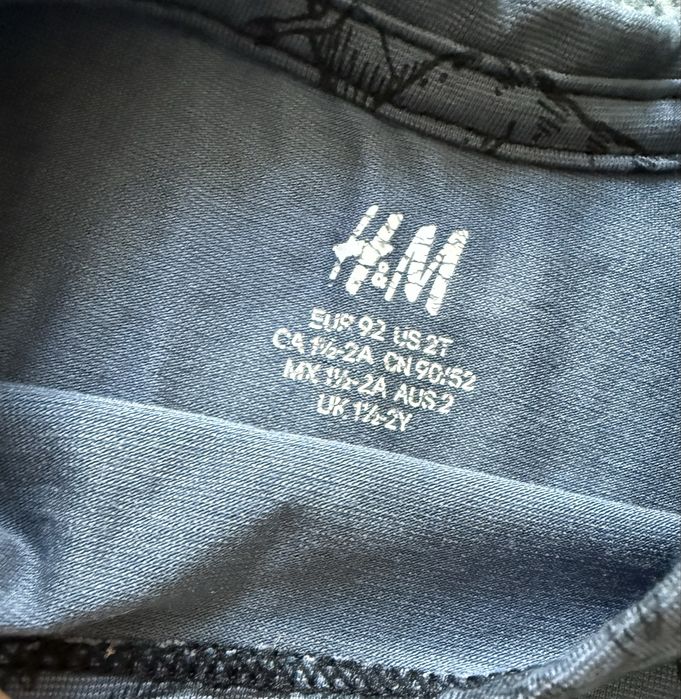 H&M
EUR 92 US 2T
CA 1½-2A CN 90/52
MX 1½-2A AUS 2
UK 1½-2Y